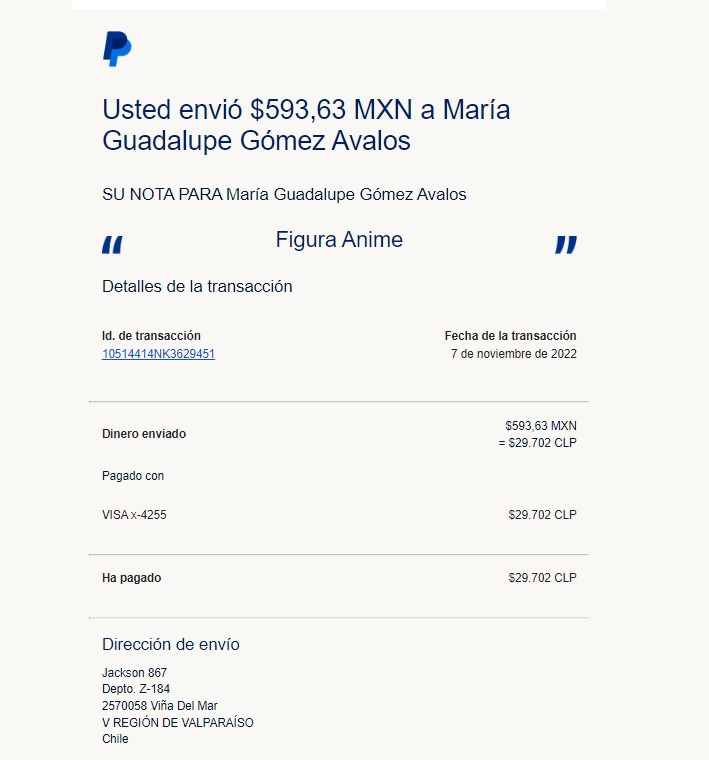 Usted envió $593,63 MXN a María
Guadalupe Gómez Avalos
SU NOTA PARA María Guadalupe Gómez Avalos
“ Figura Anime ”
Detalles de la transacción
Id. de transacción Fecha de la transacción
10514414NK3629451 7 de noviembre de 2022
Dinero enviado $593,63 MXN
= $29.702 CLP
Pagado con
VISA x-4255 $29.702 CLP
Ha pagado $29.702 CLP
Dirección de envío
Jackson 867
Depto. Z-184
2570058 Viña Del Mar
V REGIÓN DE VALPARAÍSO
Chile